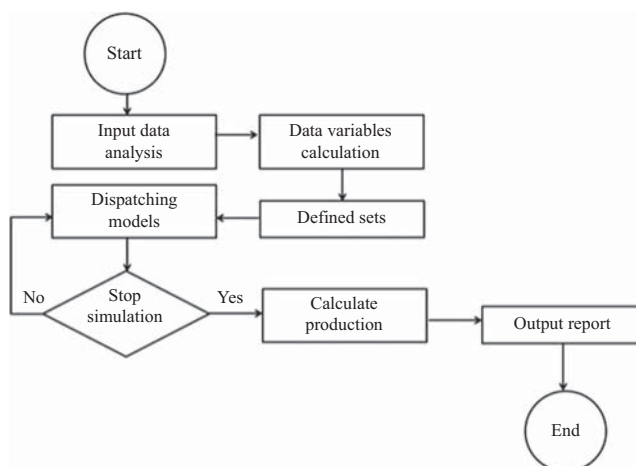 Start
Input data
analysis
Data variables
calculation
Dispatching
models
Defined sets
No
Stop
simulation
Yes
Calculate
production
Output report
End